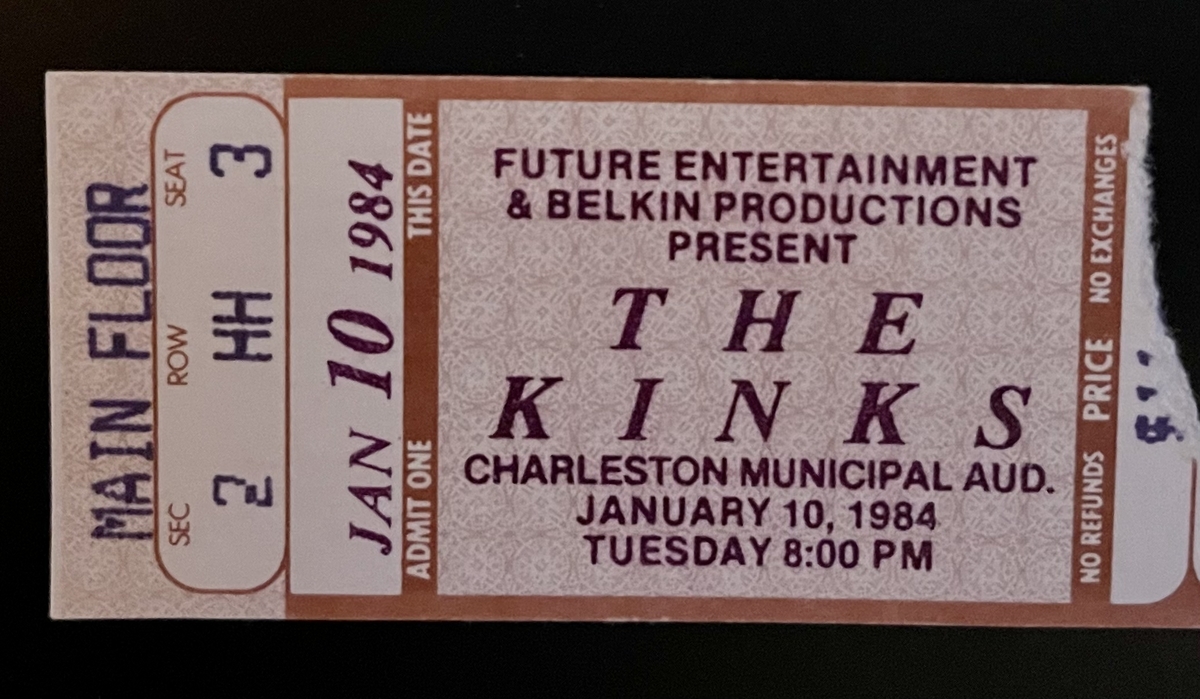 MAIN FLOOR
SEC ROW SEAT
2 HH 3
JAN 10 1984
ADMIT ONE THIS DATE
FUTURE ENTERTAINMENT
& BELKIN PRODUCTIONS
PRESENT
THE
KINKS
CHARLESTON MUNICIPAL AUD.
JANUARY 10, 1984
TUESDAY 8:00 PM
NO REFUNDS PRICE NO EXCHANGES